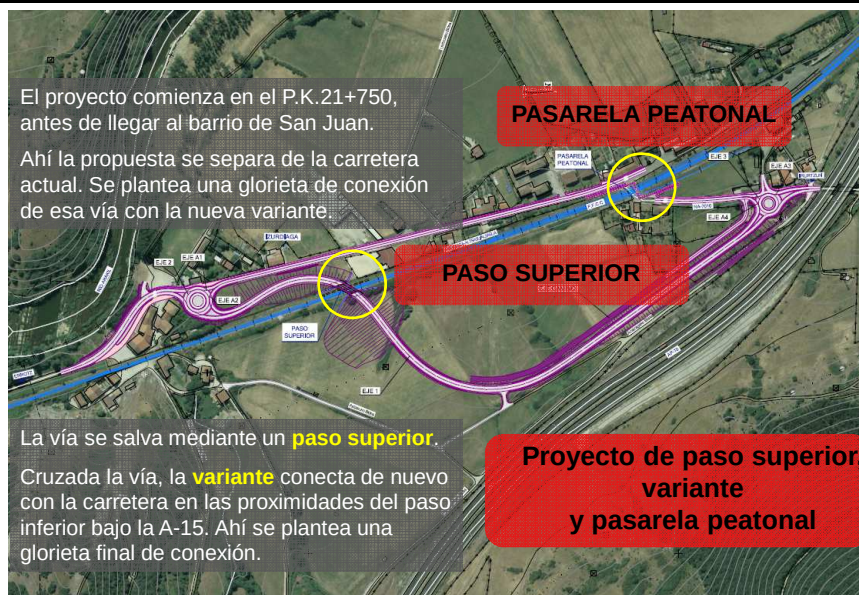 El proyecto comienza en el P.K.21+750,
antes de llegar al barrio de San Juan.
Ahí la propuesta se separa de la carretera
actual. Se plantea una glorieta de conexión
de esa vía con la nueva variante.
PASARELA PEATONAL
PASARELA
PEATONAL
EJE 3
EJE A3
EJE A4
IZURDIAGA
EJE 2
EJE A1
EJE A2
PASO SUPERIOR
PASO
SUPERIOR
EJE 1
La vía se salva mediante un paso superior.
Cruzada la vía, la variante conecta de nuevo
con la carretera en las proximidades del paso
inferior bajo la A-15. Ahí se plantea una
glorieta final de conexión.
Proyecto de paso superior,
variante
y pasarela peatonal